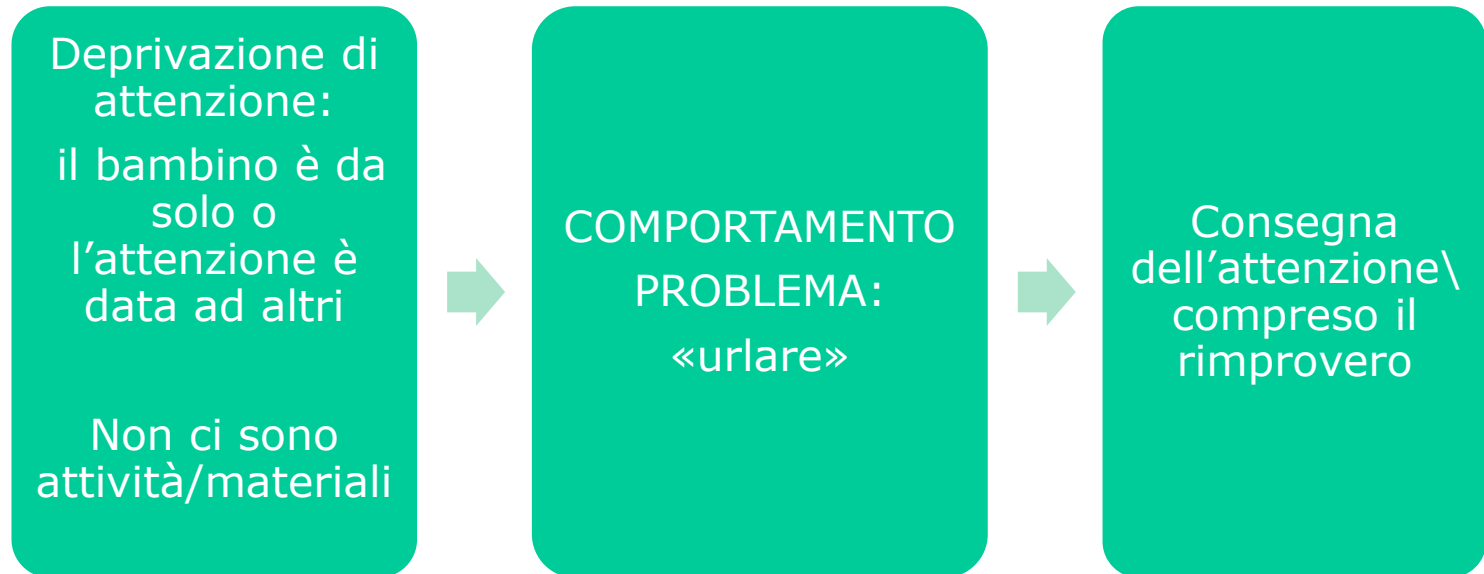 Deprivazione di
attenzione:
il bambino è da
solo o
l’attenzione è
data ad altri
Non ci sono
attività/materiali
COMPORTAMENTO
PROBLEMA:
«urlare»
Consegna
dell’attenzione\
compreso il
rimprovero